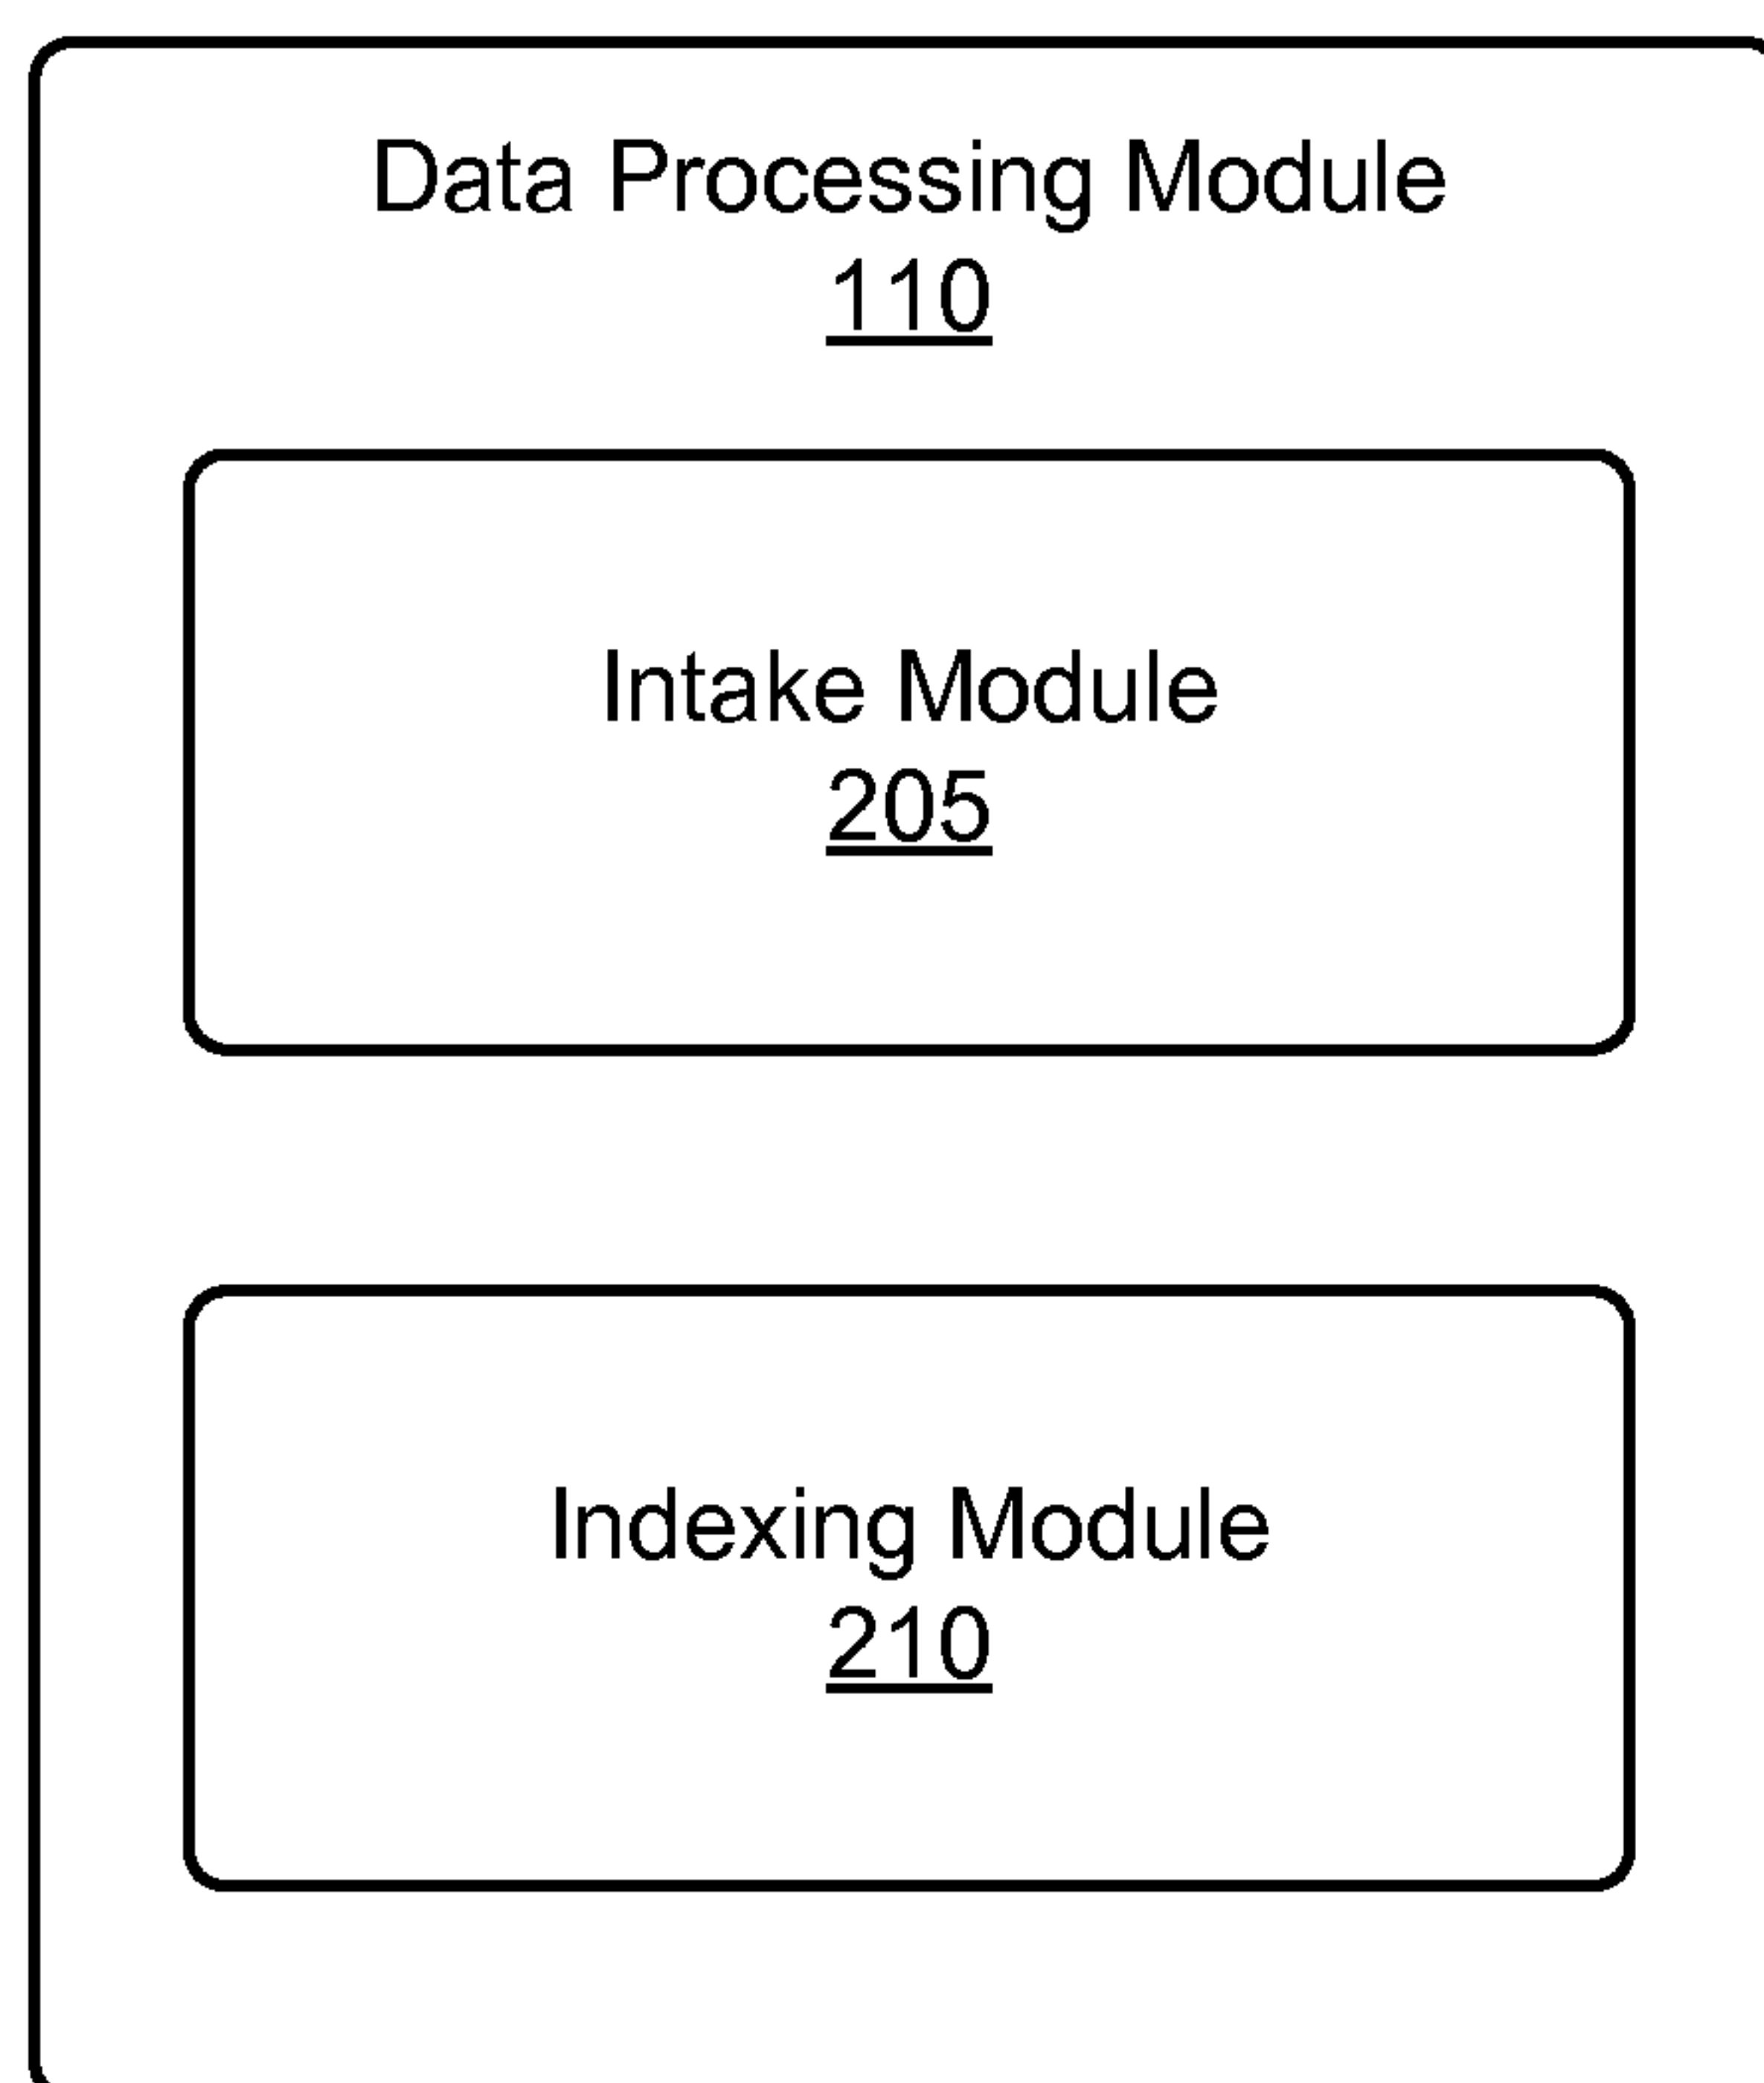 Data Processing Module
110
Intake Module
205
Indexing Module
210